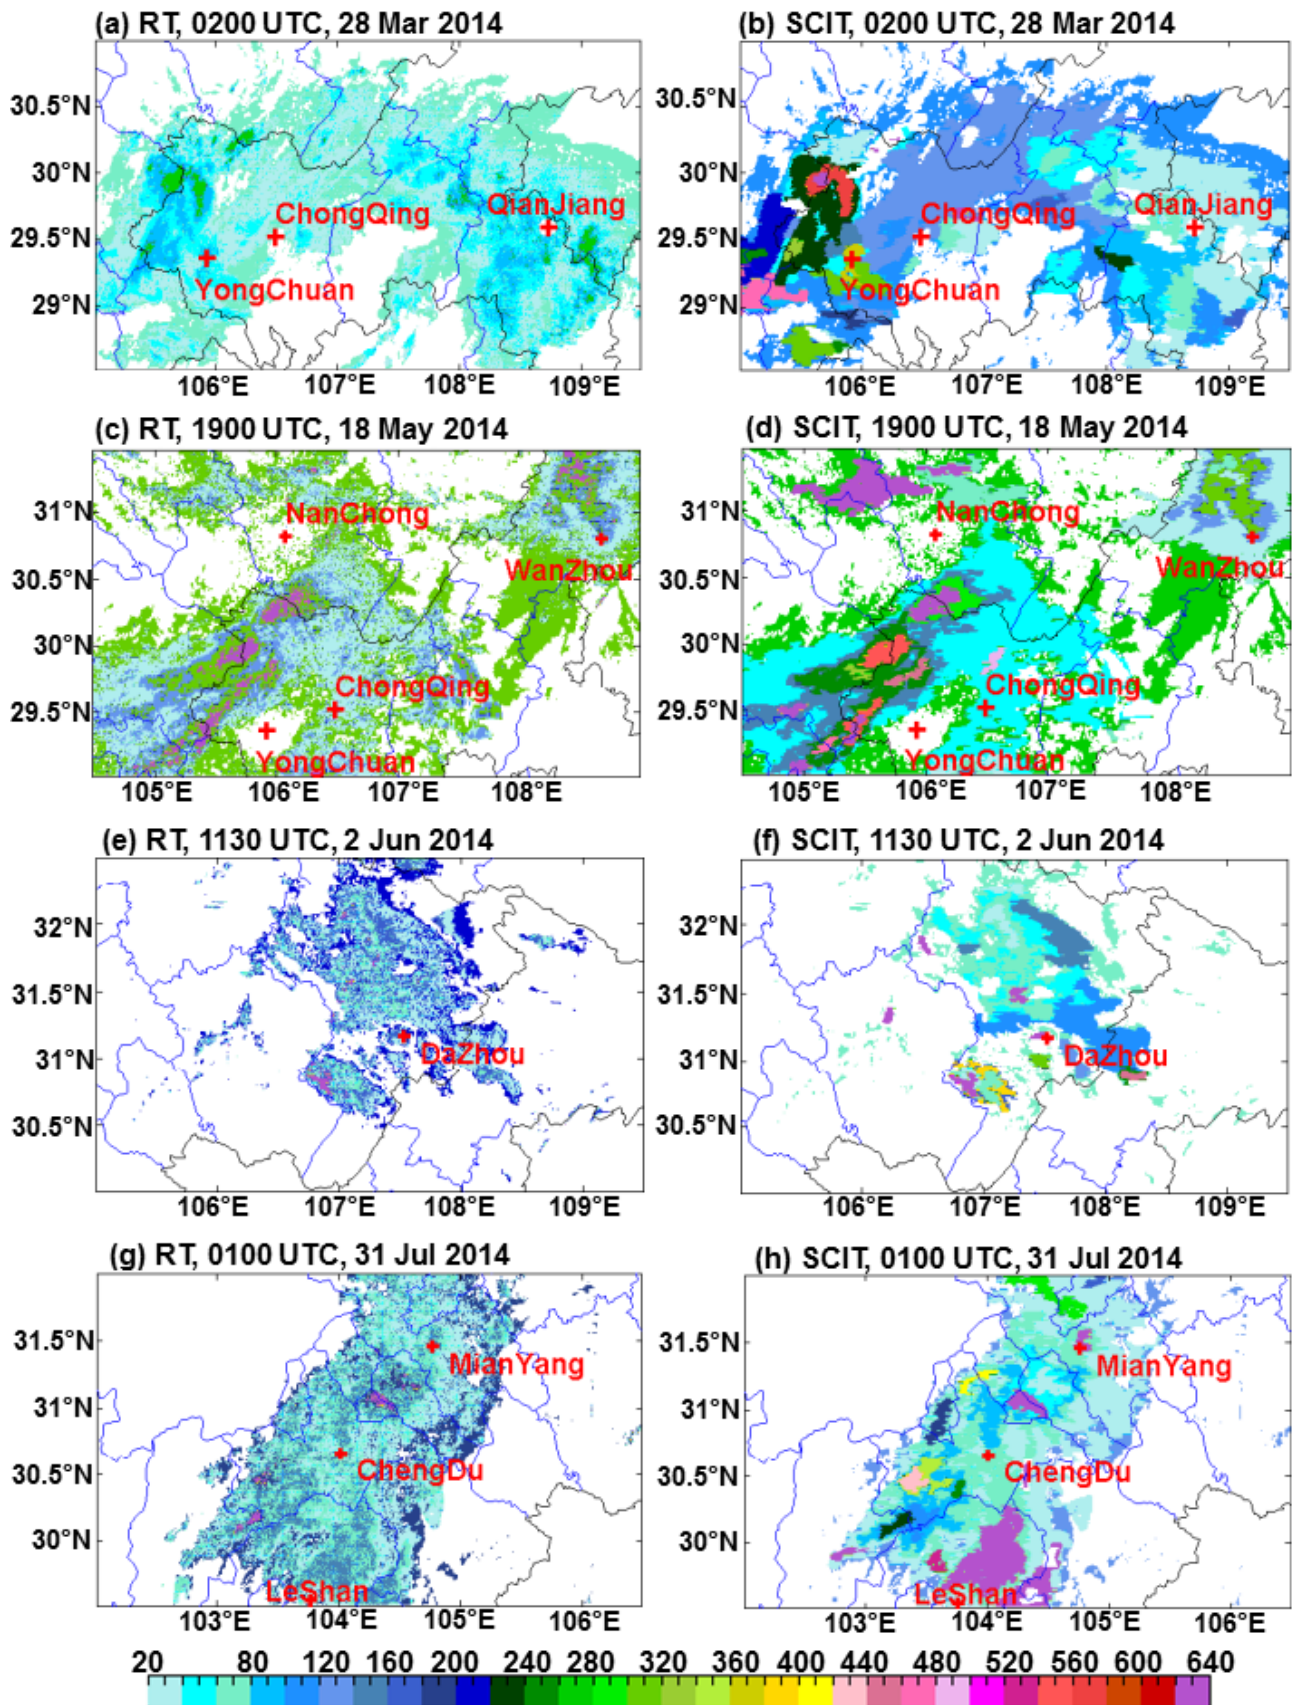 (a) RT, 0200 UTC, 28 Mar 2014
(b) SCIT, 0200 UTC, 28 Mar 2014
30.5°N
30°N
29.5°N
29°N
ChongQing
QianJiang
YongChuan
106°E 107°E 108°E 109°E
30.5°N
30°N
29.5°N
29°N
ChongQing
QianJiang
YongChuan
106°E 107°E 108°E 109°E
(c) RT, 1900 UTC, 18 May 2014
(d) SCIT, 1900 UTC, 18 May 2014
31°N
30.5°N
30°N
29.5°N
NanChong
WanZhou
ChongQing
YongChuan
105°E 106°E 107°E 108°E
31°N
30.5°N
30°N
29.5°N
NanChong
WanZhou
ChongQing
YongChuan
105°E 106°E 107°E 108°E
(e) RT, 1130 UTC, 2 Jun 2014
(f) SCIT, 1130 UTC, 2 Jun 2014
32°N
31.5°N
31°N
30.5°N
DaZhou
106°E 107°E 108°E 109°E
32°N
31.5°N
31°N
30.5°N
DaZhou
106°E 107°E 108°E 109°E
(g) RT, 0100 UTC, 31 Jul 2014
(h) SCIT, 0100 UTC, 31 Jul 2014
31.5°N
31°N
30.5°N
30°N
MianYang
ChengDu
LeShan
103°E 104°E 105°E 106°E
31.5°N
31°N
30.5°N
30°N
MianYang
ChengDu
LeShan
103°E 104°E 105°E 106°E
20 80 120 160 200 240 280 320 360 400 440 480 520 560 600 640